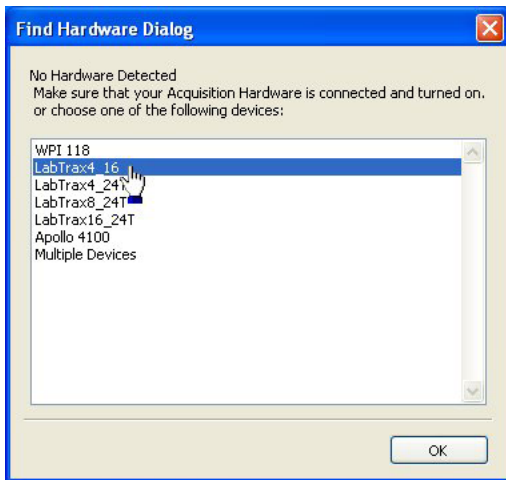 Find Hardware Dialog
No Hardware Detected
Make sure that your Acquisition Hardware is connected and turned on.
or choose one of the following devices:
WPI 118
LabTrax4_16
LabTrax4_24T
LabTrax8_24T
LabTrax16_24T
Apollo 4100
Multiple Devices
OK